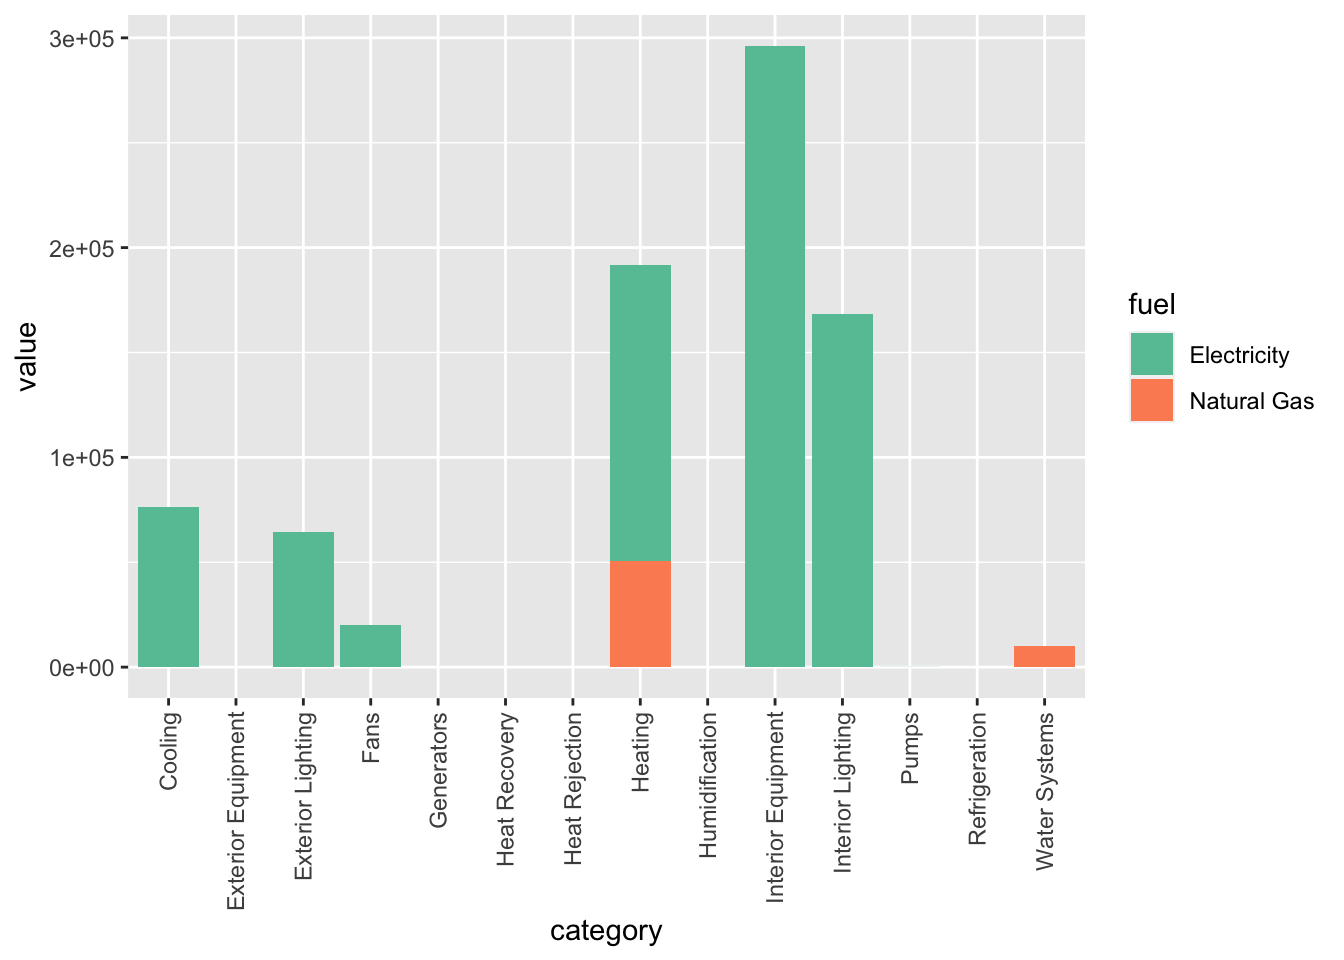 3e+05
2e+05
1e+05
0e+00
value
Cooling
Exterior Equipment
Exterior Lighting
Fans
Generators
Heat Recovery
Heat Rejection
Heating
Humidification
Interior Equipment
Interior Lighting
Pumps
Refrigeration
Water Systems
category
fuel
Electricity
Natural Gas